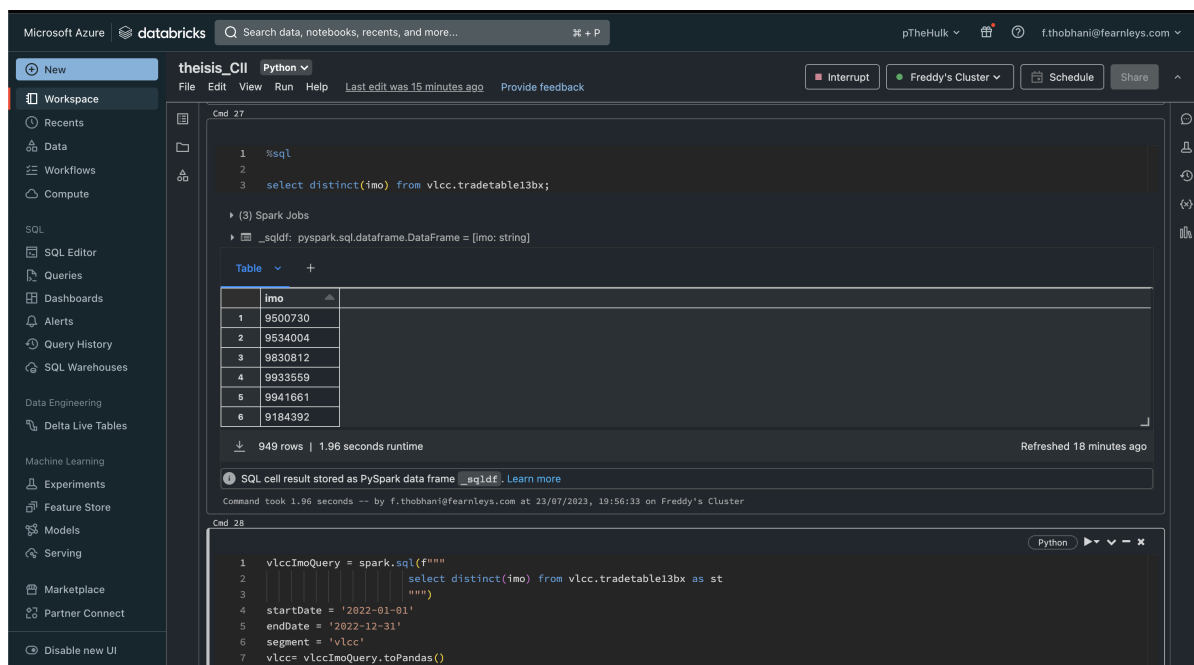 Microsoft Azure databricks Search data, notebooks, recents, and more... ⌘ + P pTheHulk f.thobhani@fearnleys.com
New
Workspace
Recents
Data
Workflows
Compute
SQL
SQL Editor
Queries
Dashboards
Alerts
Query History
SQL Warehouses
Data Engineering
Delta Live Tables
Machine Learning
Experiments
Feature Store
Models
Serving
Marketplace
Partner Connect
Disable new UI
theisis_CII Python
File Edit View Run Help Last edit was 15 minutes ago Provide feedback
Interrupt Freddy's Cluster Schedule Share
Cmd 27
1 %sql
2
3 select distinct(imo) from vlcc.tradetable13bx;
(3) Spark Jobs
_sqldf: pyspark.sql.dataframe.DataFrame = [imo: string]
Table +
imo
1 9500730
2 9534004
3 9830812
4 9933559
5 9941661
6 9184392
949 rows | 1.96 seconds runtime Refreshed 18 minutes ago
SQL cell result stored as PySpark data frame _sqldf. Learn more
Command took 1.96 seconds -- by f.thobhani@fearnleys.com at 23/07/2023, 19:56:33 on Freddy's Cluster
Cmd 28
Python
1 vlccImoQuery = spark.sql(f"""
2 select distinct(imo) from vlcc.tradetable13bx as st
3 """)
4 startDate = '2022-01-01'
5 endDate = '2022-12-31'
6 segment = 'vlcc'
7 vlcc= vlccImoQuery.toPandas()